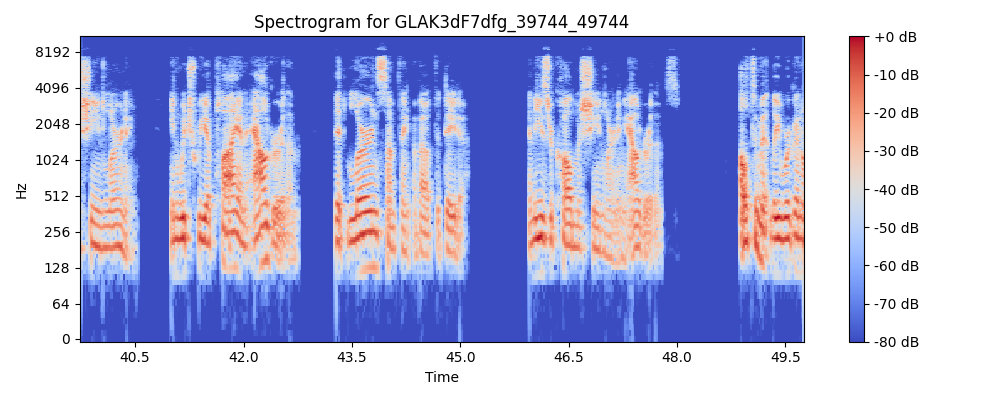 Spectrogram for GLAK3dF7dfg_39744_49744
8192
4096
2048
1024
512
256
128
64
0
Hz
40.5 42.0 43.5 45.0 46.5 48.0 49.5
Time
+0 dB
-10 dB
-20 dB
-30 dB
-40 dB
-50 dB
-60 dB
-70 dB
-80 dB